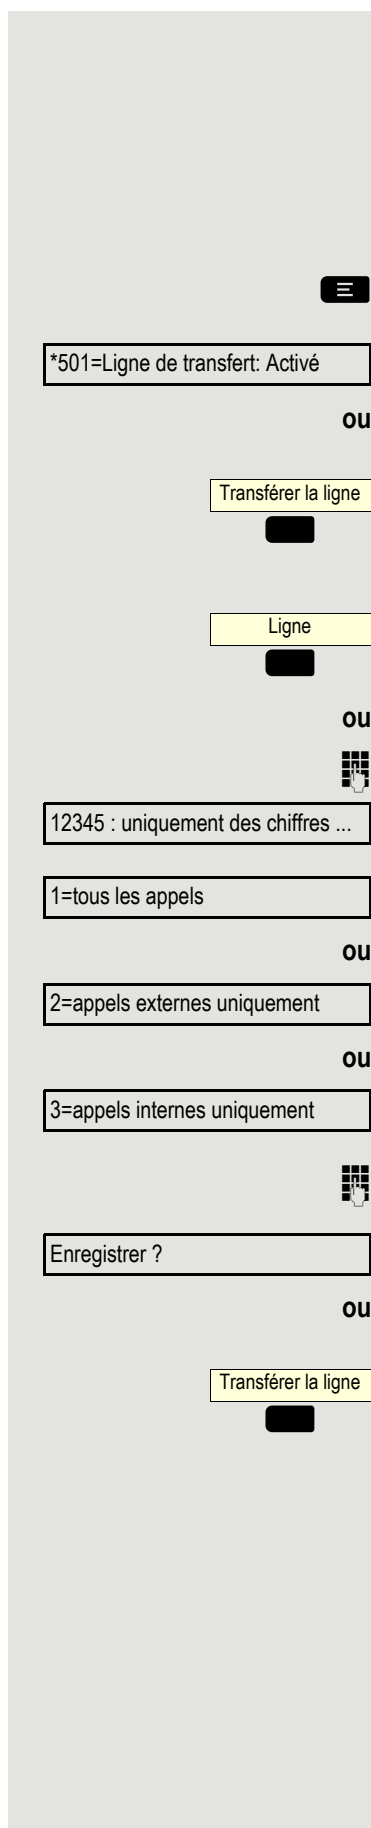 *501=Ligne de transfert: Activé
ou
Transférer la ligne
Ligne
ou
12345 : uniquement des chiffres ...
1=tous les appels
ou
2=appels externes uniquement
ou
3=appels internes uniquement
Enregistrer ?
ou
Transférer la ligne